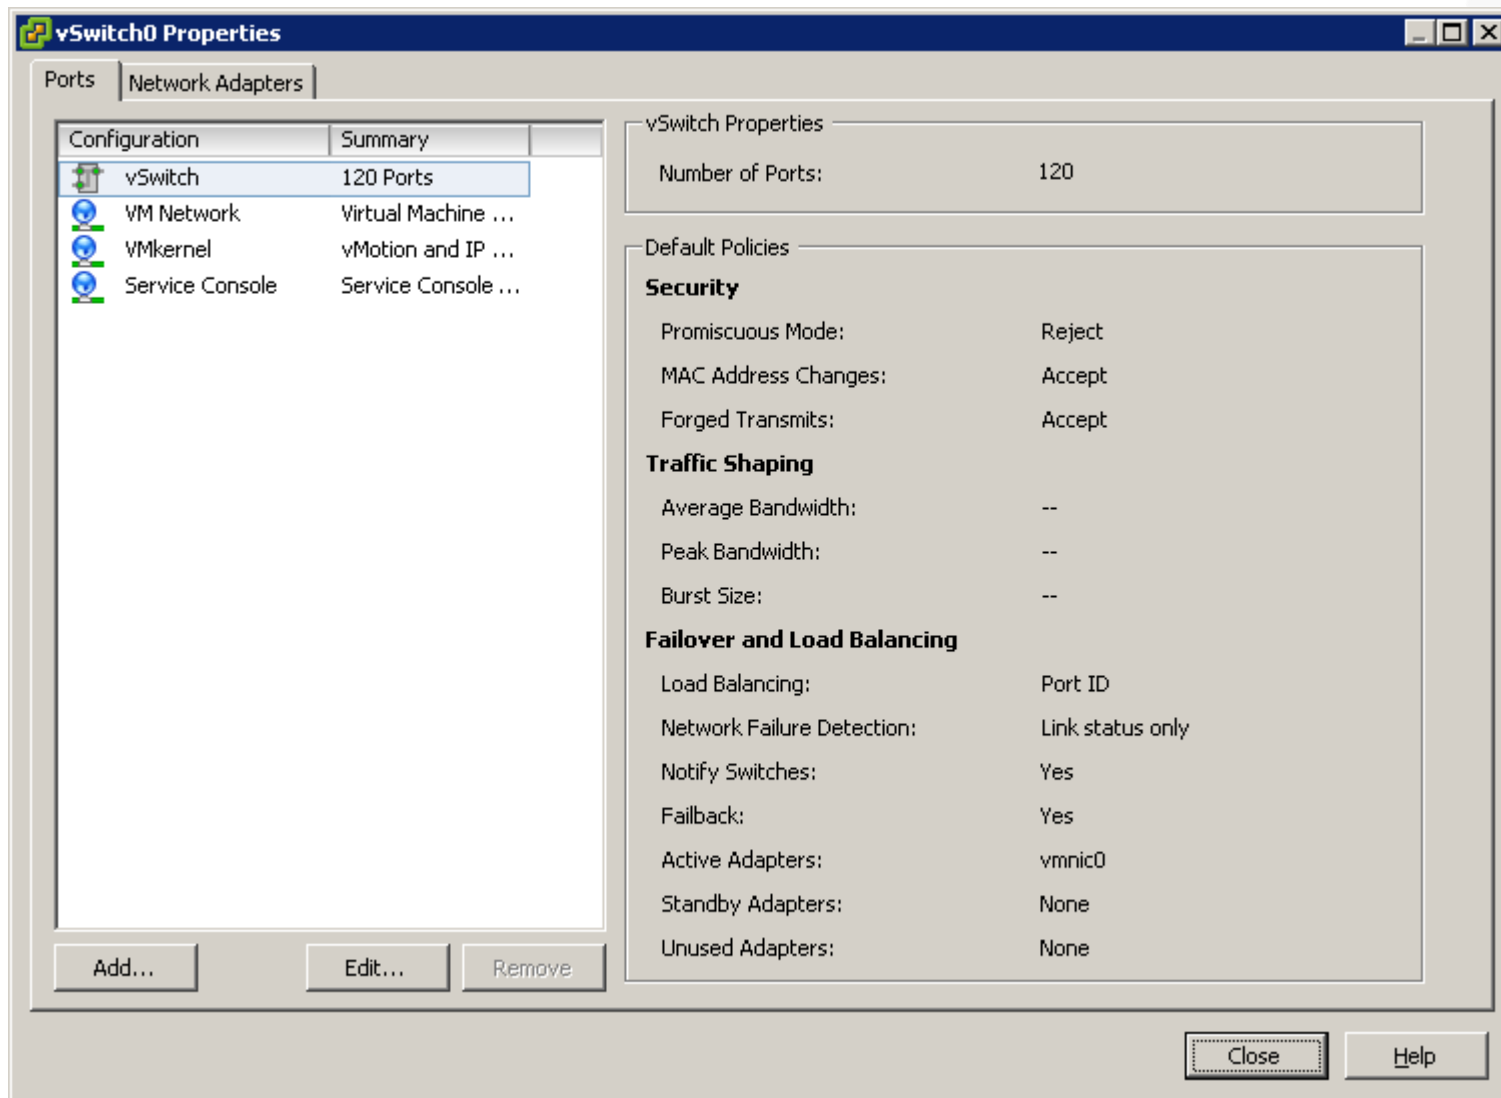 vSwitch0 Properties
Ports
Network Adapters
Configuration Summary
vSwitch 120 Ports
VM Network Virtual Machine ...
VMkernel vMotion and IP ...
Service Console Service Console ...
Add...
Edit...
Remove
vSwitch Properties
Number of Ports: 120
Default Policies
Security
Promiscuous Mode: Reject
MAC Address Changes: Accept
Forged Transmits: Accept
Traffic Shaping
Average Bandwidth: --
Peak Bandwidth: --
Burst Size: --
Failover and Load Balancing
Load Balancing: Port ID
Network Failure Detection: Link status only
Notify Switches: Yes
Failback: Yes
Active Adapters: vmnic0
Standby Adapters: None
Unused Adapters: None
Close
Help